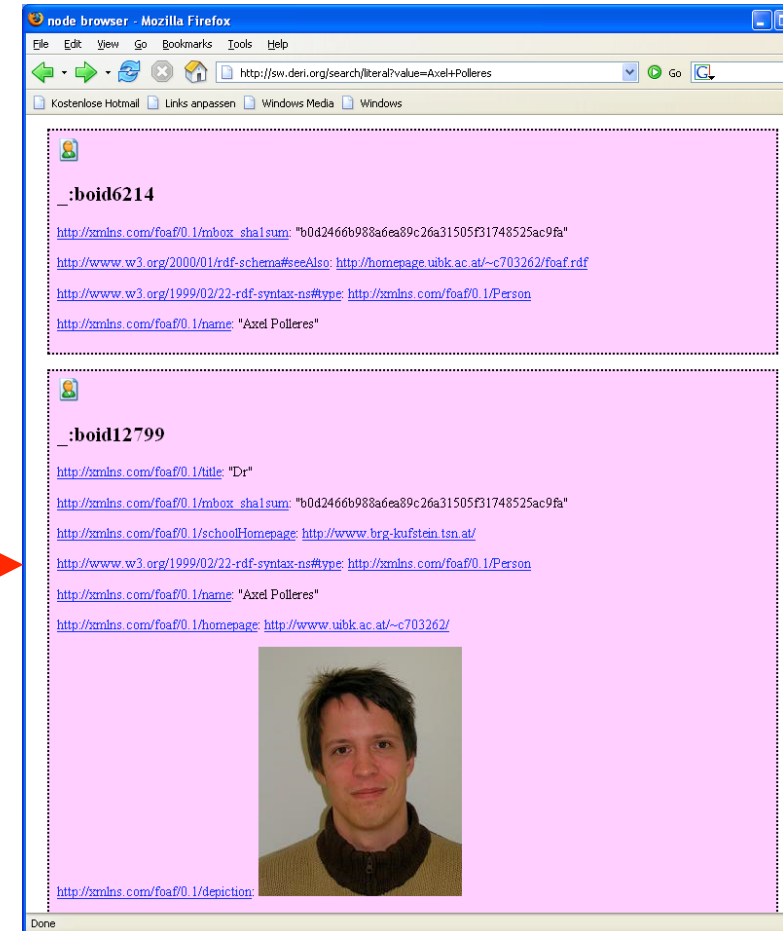 node browser - Mozilla Firefox
File Edit View Go Bookmarks Tools Help
http://sw.deri.org/search/literal?value=Axel+Polleres Go G
Kostenlose Hotmail Links anpassen Windows Media Windows
_:boid6214
http://xmlns.com/foaf/0.1/mbox_sha1sum: "b0d2466b988a6ea89c26a31505f31748525ac9fa"
http://www.w3.org/2000/01/rdf-schema#seeAlso: http://homepage.uibk.ac.at/~c703262/foaf.rdf
http://www.w3.org/1999/02/22-rdf-syntax-ns#type: http://xmlns.com/foaf/0.1/Person
http://xmlns.com/foaf/0.1/name: "Axel Polleres"
_:boid12799
http://xmlns.com/foaf/0.1/title: "Dr"
http://xmlns.com/foaf/0.1/mbox_sha1sum: "b0d2466b988a6ea89c26a31505f31748525ac9fa"
http://xmlns.com/foaf/0.1/schoolHomepage: http://www.brg-kufstein.tsn.at/
http://www.w3.org/1999/02/22-rdf-syntax-ns#type: http://xmlns.com/foaf/0.1/Person
http://xmlns.com/foaf/0.1/name: "Axel Polleres"
http://xmlns.com/foaf/0.1/homepage: http://www.uibk.ac.at/~c703262/
http://xmlns.com/foaf/0.1/depiction:
Done